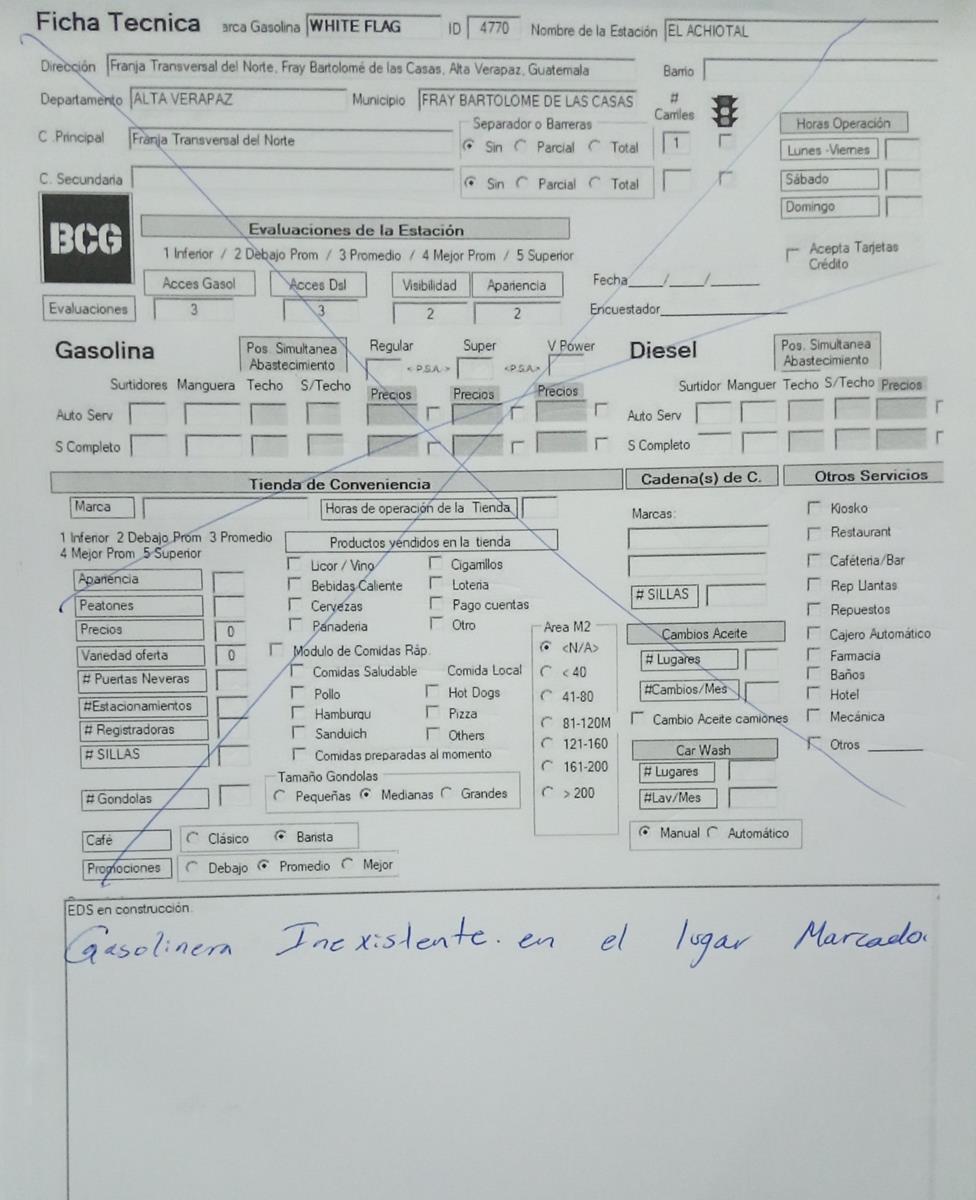 Ficha Tecnica arca Gasolina WHITE FLAG ID 4770 Nombre de la Estación EL ACHIOTAL
Dirección Franja Transversal del Norte, Fray Bartolomé de las Casas, Alta Verapaz, Guatemala Barrio
Departamento ALTA VERAPAZ Municipio FRAY BARTOLOME DE LAS CASAS # Carriles
Separador o Barreras Horas Operación
C .Principal Franja Transversal del Norte Sin Parcial Total 1 Lunes -Viernes
C. Secundaria Sin Parcial Total Sábado
Domingo
BCG Evaluaciones de la Estación
1 Inferior / 2 Debajo Prom / 3 Promedio / 4 Mejor Prom / 5 Superior Acepta Tarjetas Crédito
Acces Gasol Acces Dsl Visibilidad Apariencia Fecha___/___/____
Evaluaciones 3 3 2 2 Encuestador
Gasolina Pos. Simultanea Abastecimiento Regular Super V Power Diesel Pos. Simultanea Abastecimiento
< P.S.A. > <P.S.A>
Surtidores Manguera Techo S/Techo Precios Precios Precios Surtidor Manguer Techo S/Techo Precios
Auto Serv Auto Serv
S Completo S Completo
Tienda de Conveniencia Cadena(s) de C. Otros Servicios
Marca Horas de operación de la Tienda Marcas: Kiosko
1 Inferior 2 Debajo Prom 3 Promedio Productos vendidos en la tienda Restaurant
4 Mejor Prom 5 Superior
Apariencia Licor / Vino Cigarrillos Caféteria/Bar
Peatones Bebidas Caliente Loteria # SILLAS Rep Llantas
Cervezas Pago cuentas Repuestos
Precios 0 Panaderia Otro Area M2 Cambios Aceite Cajero Automático
Variedad oferta 0 Modulo de Comidas Ráp. <N/A> # Lugares Farmacia
# Puertas Neveras Comidas Saludable Comida Local < 40 Baños
#Estacionamientos Pollo Hot Dogs 41-80 #Cambios/Mes Hotel
# Registradoras Hamburqu Pizza 81-120M Cambio Aceite camiones Mecánica
# SILLAS Sanduich Others 121-160 Car Wash Otros
Comidas preparadas al momento 161-200 # Lugares
Tamaño Gondolas
# Gondolas Pequeñas Medianas Grandes > 200 #Lav/Mes
Café Clásico Barista Manual Automático
Promociones Debajo Promedio Mejor
EDS en construcción.
Gasolinera Inexistente. en el lugar Marcado.